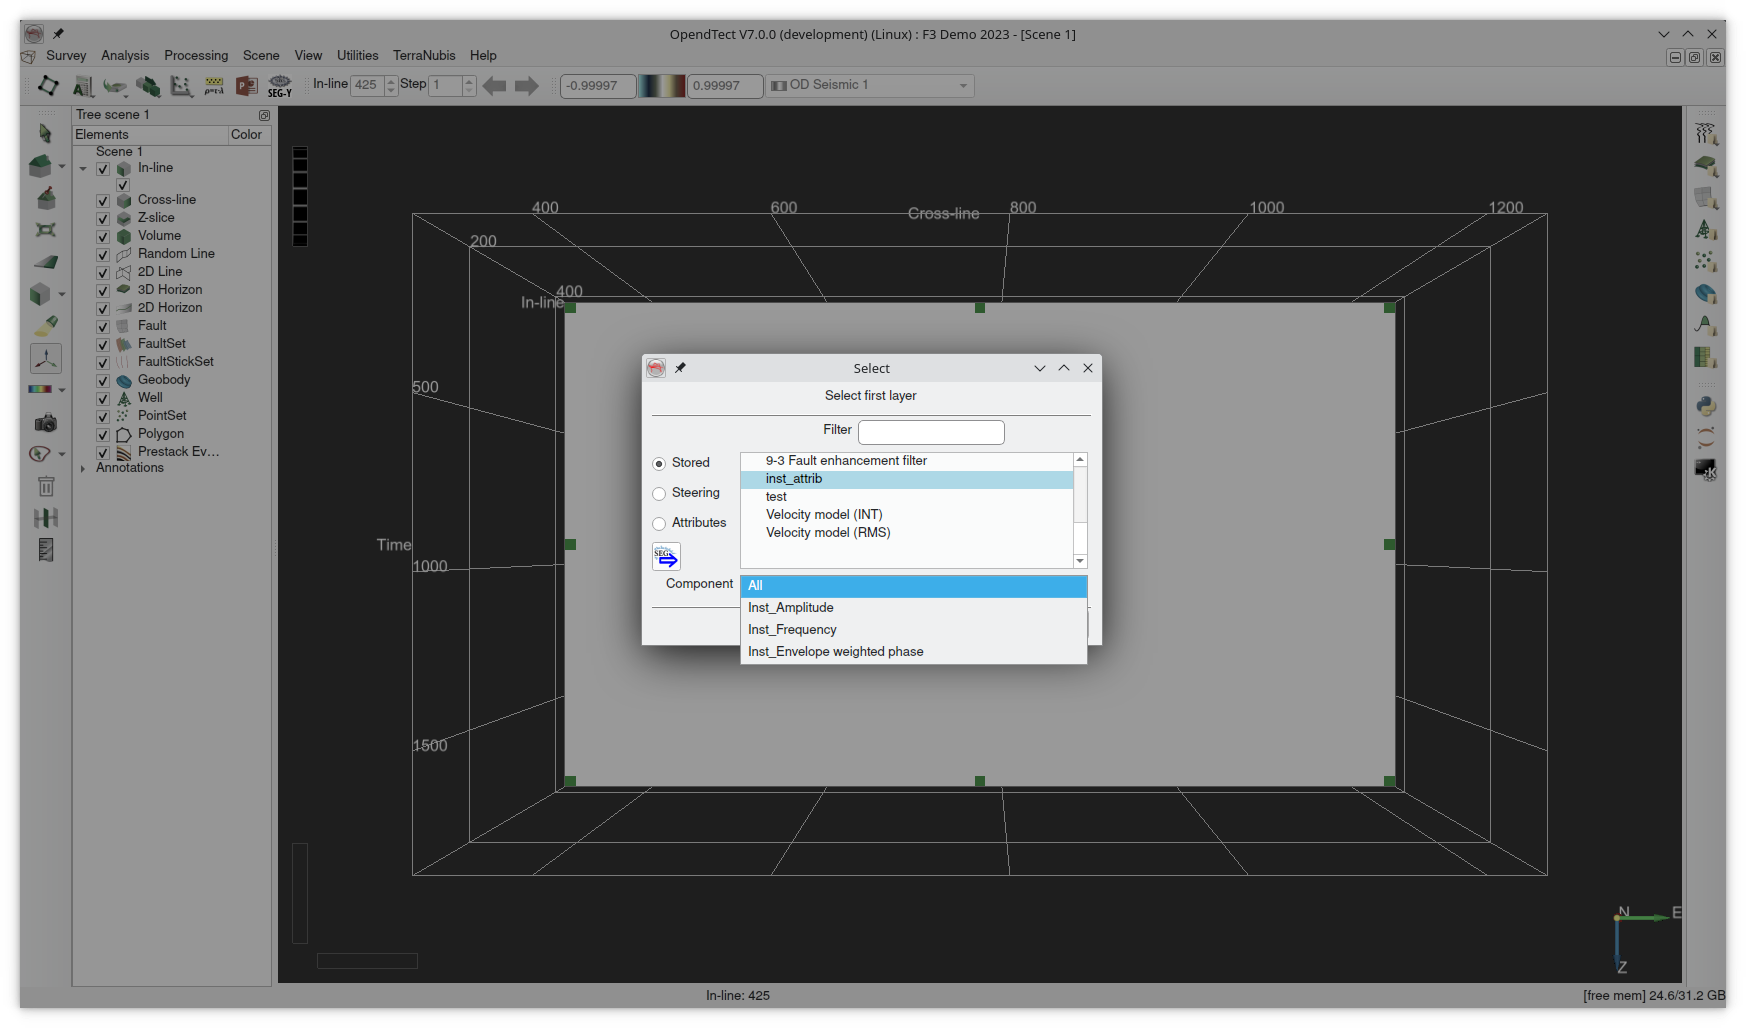 OpendTect V7.0.0 (development) (Linux) : F3 Demo 2023 - [Scene 1]
Survey Analysis Processing Scene View Utilities TerraNubis Help
SEG-Y In-line 425 Step 1 -0.99997 0.99997 OD Seismic 1
Tree scene 1
Elements Color
Scene 1
In-line
Cross-line
Z-slice
Volume
Random Line
2D Line
3D Horizon
2D Horizon
Fault
FaultSet
FaultStickSet
Geobody
Well
PointSet
Polygon
Prestack Ev...
Annotations
400 600 Cross-line 800 1000 1200
200
400
In-line
500
Time
1000
1500
Select
Select first layer
Filter
Stored
Steering
Attributes
SEG
9-3 Fault enhancement filter
inst_attrib
test
Velocity model (INT)
Velocity model (RMS)
Component
All
Inst_Amplitude
Inst_Frequency
Inst_Envelope weighted phase
N E
Z
In-line: 425
[free mem] 24.6/31.2 GB